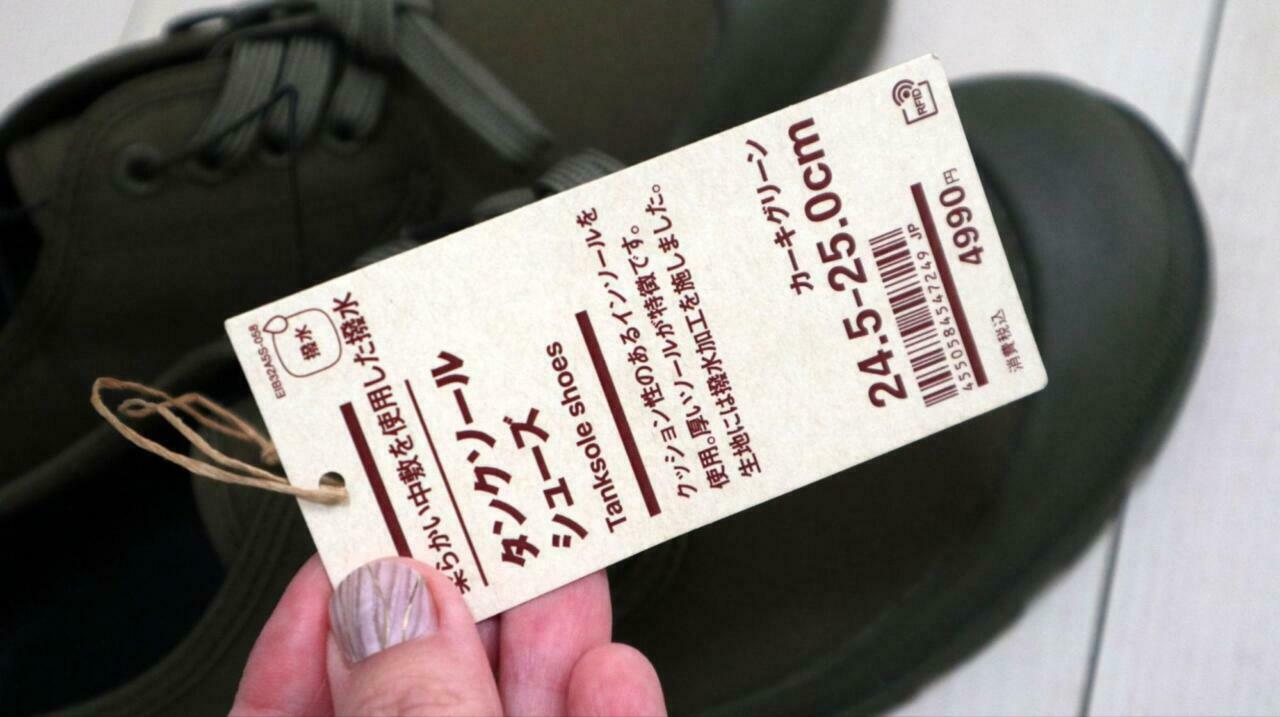 EIB32A5S-058
撥水
らかい中敷を使用した撥水
タンクソール
シューズ
Tanksole shoes
クッション性のあるインソールを
使用。厚いソールが特徴です。
生地には撥水加工を施しました。
カーキグリーン
24.5-25.0cm
4550584547249 JP
4990円
消費税込
RFID